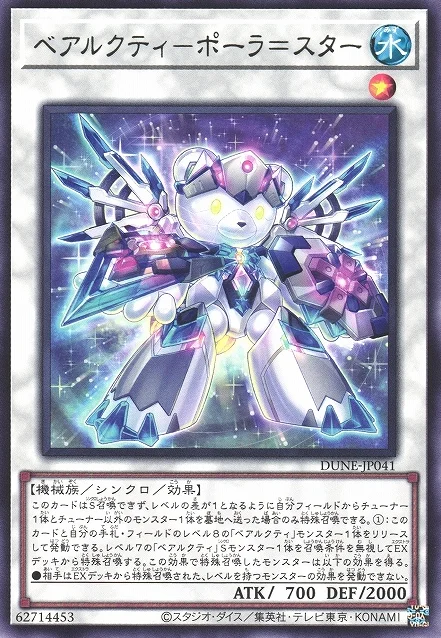 ベアルクティ－ポーラ＝スター
水
DUNE-JP041
【機械族／シンクロ／効果】
このカードはS召喚できず、レベルの差が１となるように自分フィールドからチューナー
１体とチューナー以外のモンスター１体を墓地へ送った場合のみ特殊召喚できる。①：この
カードと自分の手札・フィールドのレベル８の「ベアルクティ」モンスター１体をリリース
して発動できる。レベル７の「ベアルクティ」Sモンスター１体を召喚条件を無視してEX
デッキから特殊召喚する。この効果で特殊召喚したモンスターは以下の効果を得る。
●相手はEXデッキから特殊召喚された、レベルを持つモンスターの効果を発動できない。
ATK/ 700 DEF/2000
62714453 ©スタジオ・ダイス／集英社・テレビ東京・KONAMI